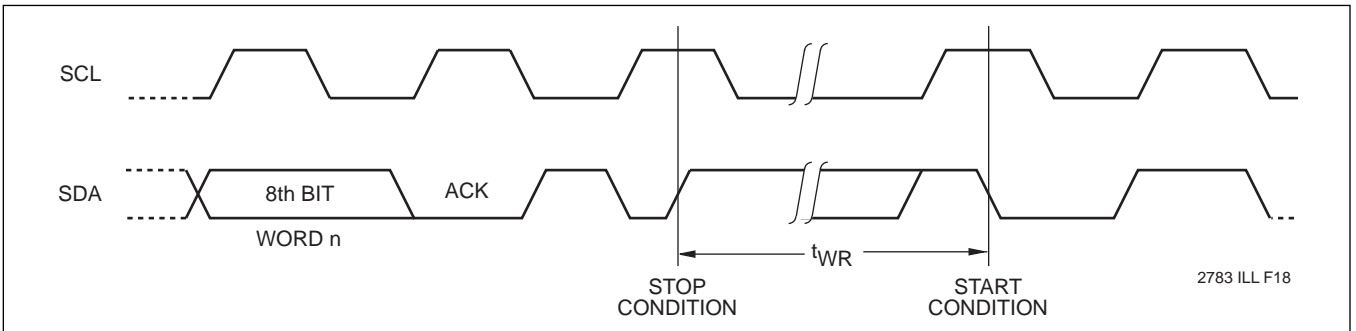 SCL
SDA
8th BIT
ACK
WORD n
tWR
STOP
CONDITION
START
CONDITION
2783 ILL F18